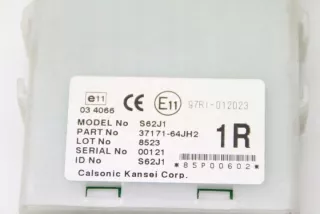 e11
03 4066
CE
E11
97RI-012023
MODEL No S62J1
PART No 37171-64JH2
LOT No 8523
SERIAL No 00121
ID No S62J1
1R
*85P00602*
Calsonic Kansei Corp.